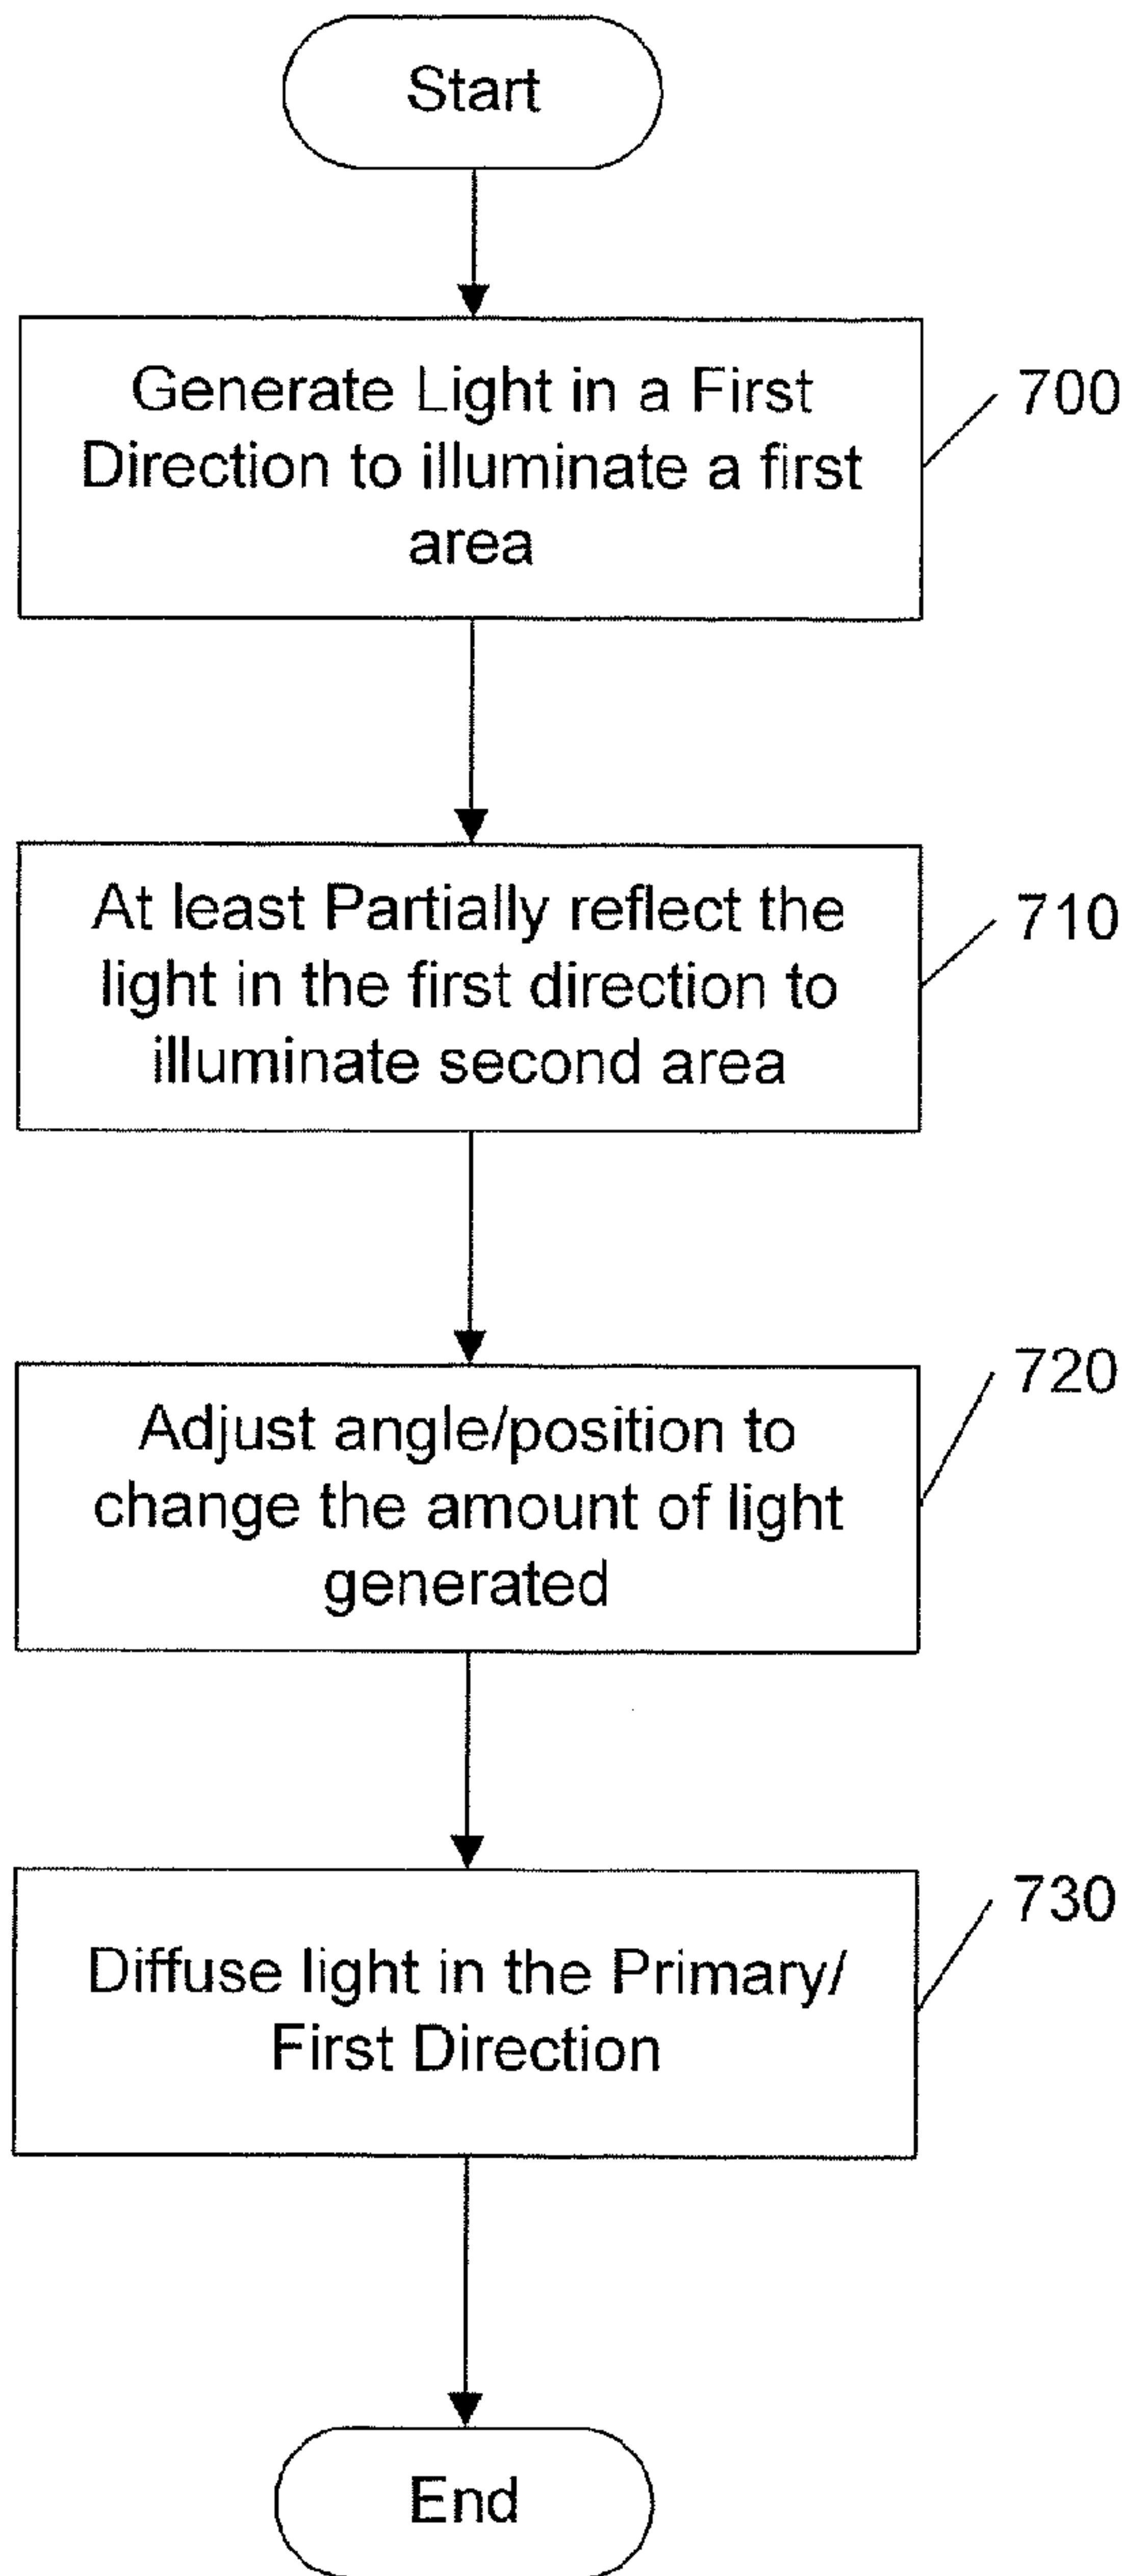 Start
Generate Light in a First
Direction to illuminate a first
area
700
At least Partially reflect the
light in the first direction to
illuminate second area
710
Adjust angle/position to
change the amount of light
generated
720
Diffuse light in the Primary/
First Direction
730
End